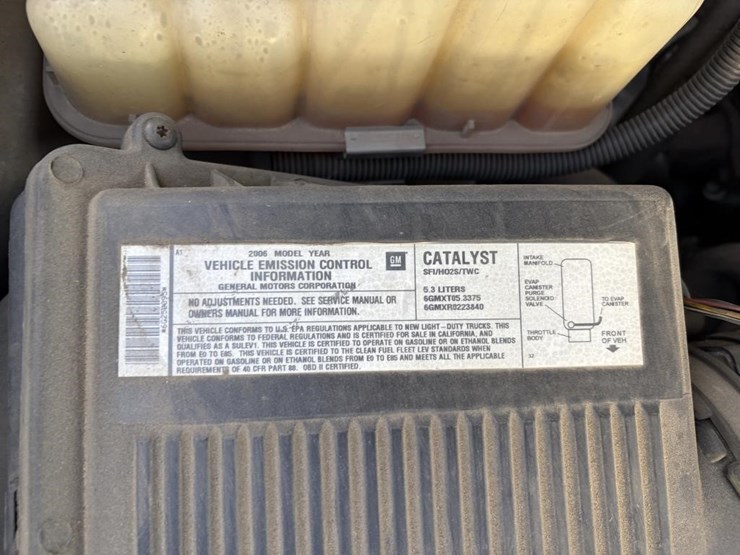 A1
2006 MODEL YEAR
VEHICLE EMISSION CONTROL
INFORMATION
GENERAL MOTORS CORPORATION
GM
NO ADJUSTMENTS NEEDED. SEE SERVICE MANUAL OR
OWNERS MANUAL FOR MORE INFORMATION.
CATALYST
SFI/HO2S/TWC
5.3 LITERS
6GMXT05.3375
6GMXR0223840
THIS VEHICLE CONFORMS TO U.S. EPA REGULATIONS APPLICABLE TO NEW LIGHT-DUTY TRUCKS. THIS
VEHICLE CONFORMS TO FEDERAL REGULATIONS AND IS CERTIFIED FOR SALE IN CALIFORNIA, AND
QUALIFIES AS A SULEV1. THIS VEHICLE IS CERTIFIED TO OPERATE ON GASOLINE OR ON ETHANOL BLENDS
FROM E0 TO E85. THIS VEHICLE IS CERTIFIED TO THE CLEAN FUEL FLEET LEV STANDARDS WHEN
OPERATED ON GASOLINE OR ON ETHANOL BLENDS FROM E0 TO E85 AND MEETS ALL THE APPLICABLE
REQUIREMENTS OF 40 CFR PART 88. OBD II CERTIFIED.
INTAKE
MANIFOLD
EVAP
CANISTER
PURGE
SOLENOID
VALVE
TO EVAP
CANISTER
THROTTLE
BODY
FRONT
OF VEH.